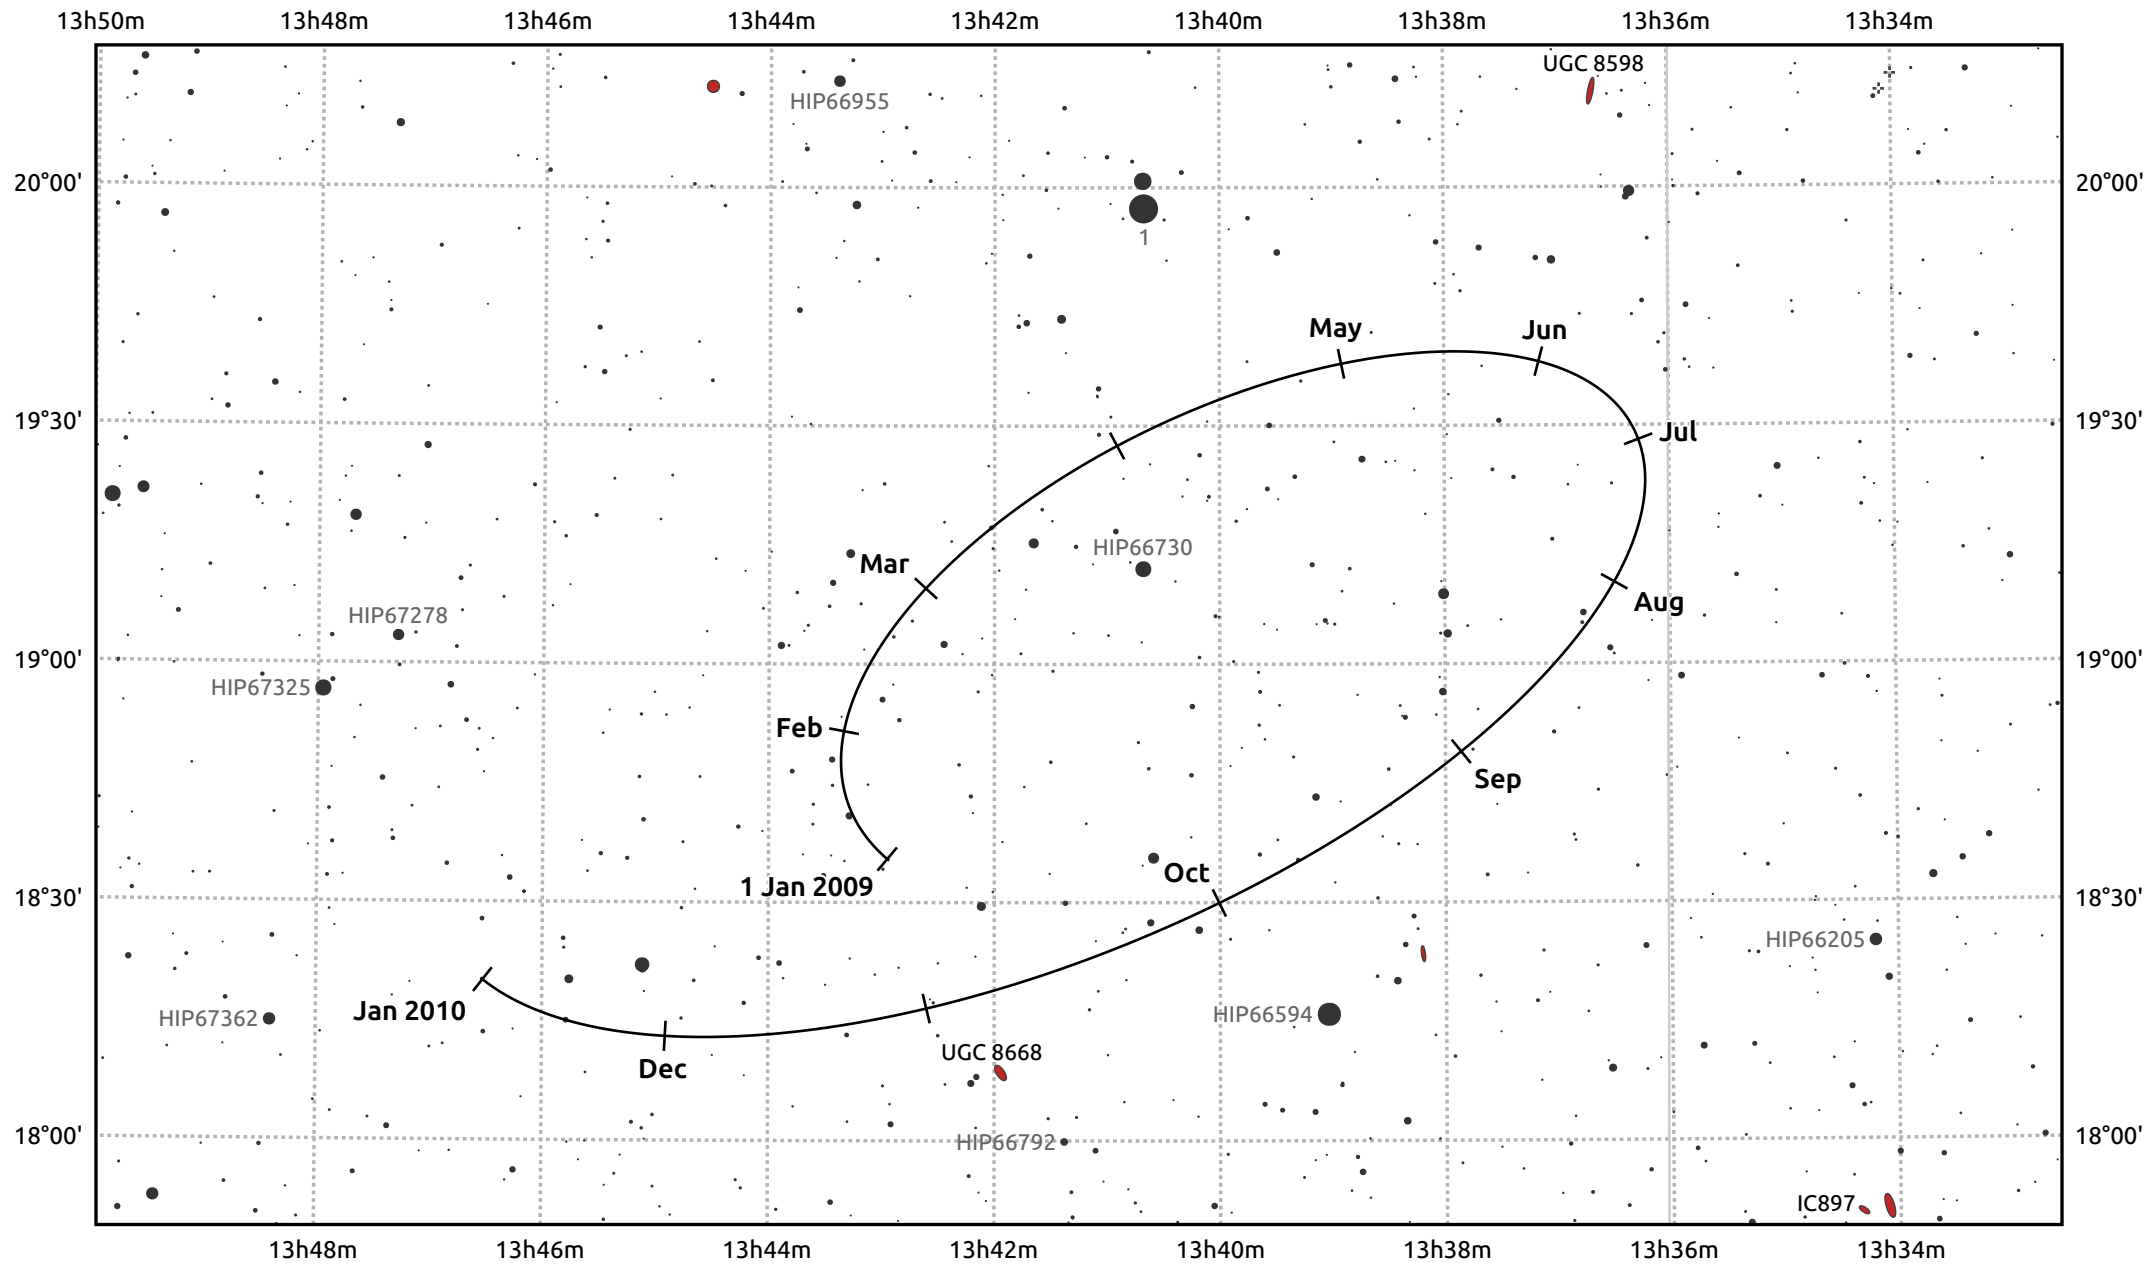 13h50m 13h48m 13h46m 13h44m 13h42m 13h40m 13h38m 13h36m 13h34m
UGC 8598
HIP66955
20°00' 20°00'
1
May Jun
19°30' 19°30'
Jul
HIP66730
Mar
Aug
HIP67278
19°00' 19°00'
HIP67325
Feb
Sep
Oct
1 Jan 2009
18°30' 18°30'
HIP66205
Jan 2010
HIP67362 HIP66594
UGC 8668
Dec
18°00' 18°00'
HIP66792
IC897
13h48m 13h46m 13h44m 13h42m 13h40m 13h38m 13h36m 13h34m